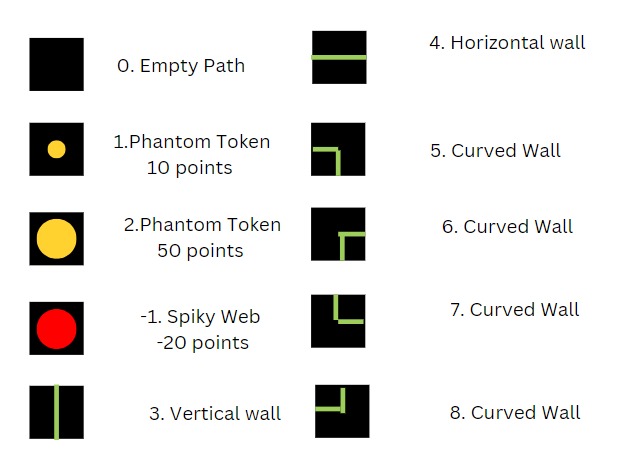 0. Empty Path
1.Phantom Token
10 points
2.Phantom Token
50 points
-1. Spiky Web
-20 points
3. Vertical wall
4. Horizontal wall
5. Curved Wall
6. Curved Wall
7. Curved Wall
8. Curved Wall